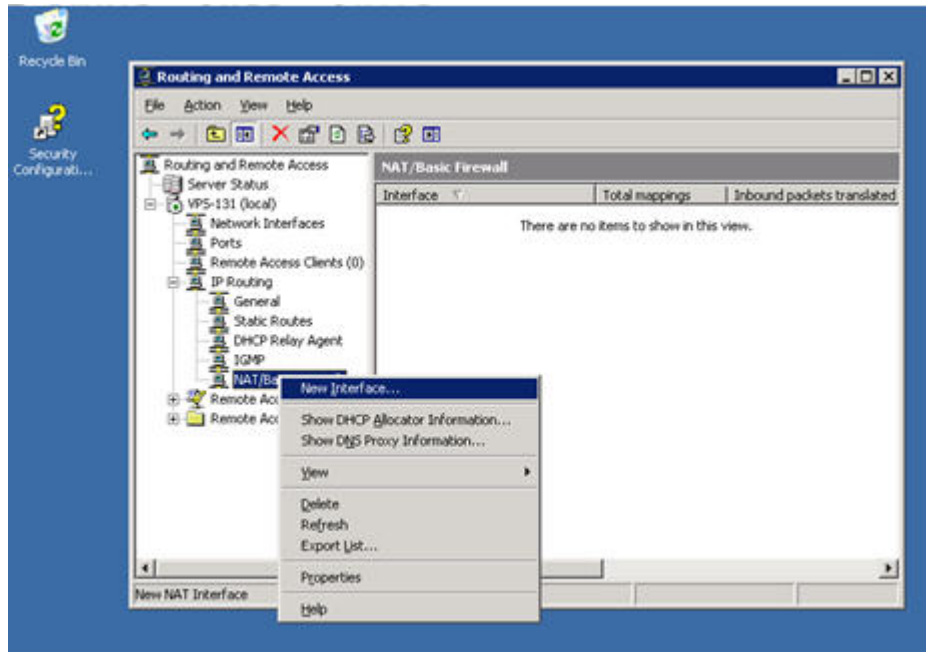 Recycle Bin
Security
Configurati...
Routing and Remote Access
File Action View Help
Routing and Remote Access
Server Status
VPS-131 (local)
Network Interfaces
Ports
Remote Access Clients (0)
IP Routing
General
Static Routes
DHCP Relay Agent
IGMP
NAT/Ba
Remote Acc
Remote Acc
NAT/Basic Firewall
Interface Total mappings Inbound packets translated
There are no items to show in this view.
New Interface...
Show DHCP Allocator Information...
Show DNS Proxy Information...
View
Delete
Refresh
Export List...
Properties
Help
New NAT Interface